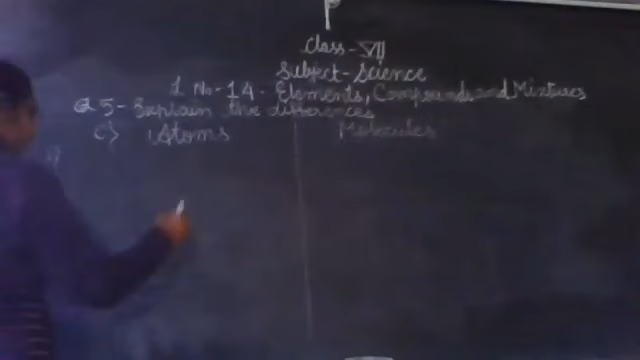 Class-VII
Subject-Science
L No-14- Elements, Compounds and Mixtures
Q5-Explain the differences
c) Atoms Molecules